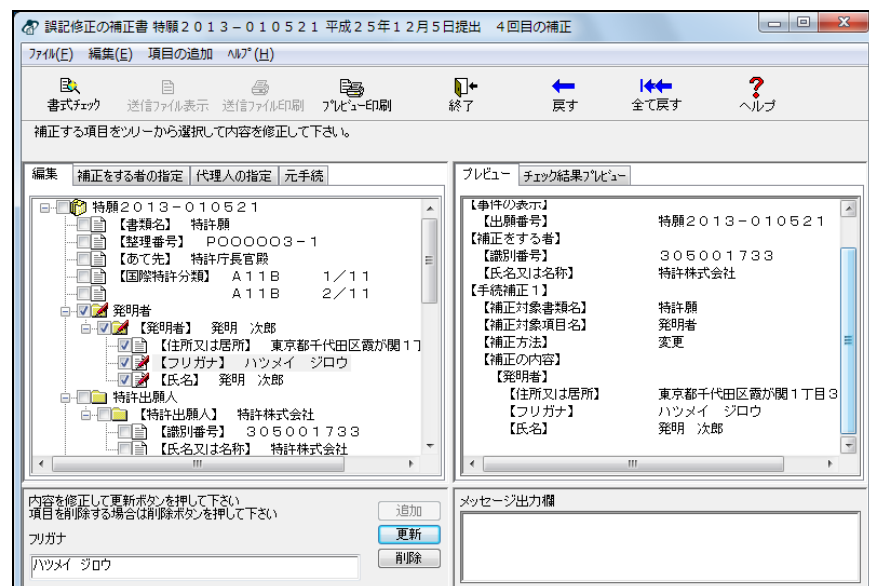 誤記修正の補正書 特願２０１３－０１０５２１ 平成２５年１２月５日提出　４回目の補正
ﾌｧｲﾙ(F)　編集(E)　項目の追加　ﾍﾙﾌﾟ(H)
書式ﾁｪｯｸ　送信ﾌｧｲﾙ表示　送信ﾌｧｲﾙ印刷　ﾌﾟﾚﾋﾞｭｰ印刷　終了　戻す　全て戻す　ヘルプ
補正する項目をツリーから選択して内容を修正して下さい。
編集　補正をする者の指定　代理人の指定　元手続
特願２０１３－０１０５２１
【書類名】　特許願
【整理番号】　Ｐ０００００３－１
【あて先】　特許庁長官殿
【国際特許分類】　Ａ１１Ｂ　　１／１１
Ａ１１Ｂ　　２／１１
発明者
【発明者】　発明　次郎
【住所又は居所】　東京都千代田区霞が関１丁
【フリガナ】　ハツメイ　ジロウ
【氏名】　発明　次郎
特許出願人
【特許出願人】　特許株式会社
【識別番号】　３０５００１７３３
【氏名又は名称】　特許株式会社
プレビュー　ﾁｪｯｸ結果ﾌﾟﾚﾋﾞｭｰ
【事件の表示】
【出願番号】　特願２０１３－０１０５２１
【補正をする者】
【識別番号】　３０５００１７３３
【氏名又は名称】　特許株式会社
【手続補正１】
【補正対象書類名】　特許願
【補正対象項目名】　発明者
【補正方法】　変更
【補正の内容】
【発明者】
【住所又は居所】　東京都千代田区霞が関１丁目３
【フリガナ】　ハツメイ　ジロウ
【氏名】　発明　次郎
内容を修正して更新ボタンを押して下さい
項目を削除する場合は削除ボタンを押して下さい
追加
フリガナ
更新
ハツメイ ジロウ
削除
メッセージ出力欄